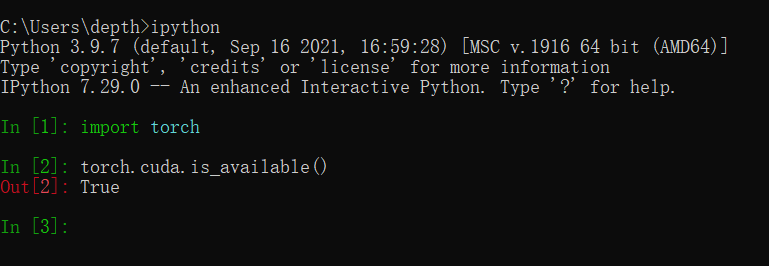 C:\Users\depth>ipython
Python 3.9.7 (default, Sep 16 2021, 16:59:28) [MSC v.1916 64 bit (AMD64)]
Type 'copyright', 'credits' or 'license' for more information
IPython 7.29.0 -- An enhanced Interactive Python. Type '?' for help.
In [1]: import torch
In [2]: torch.cuda.is_available()
Out[2]: True
In [3]: